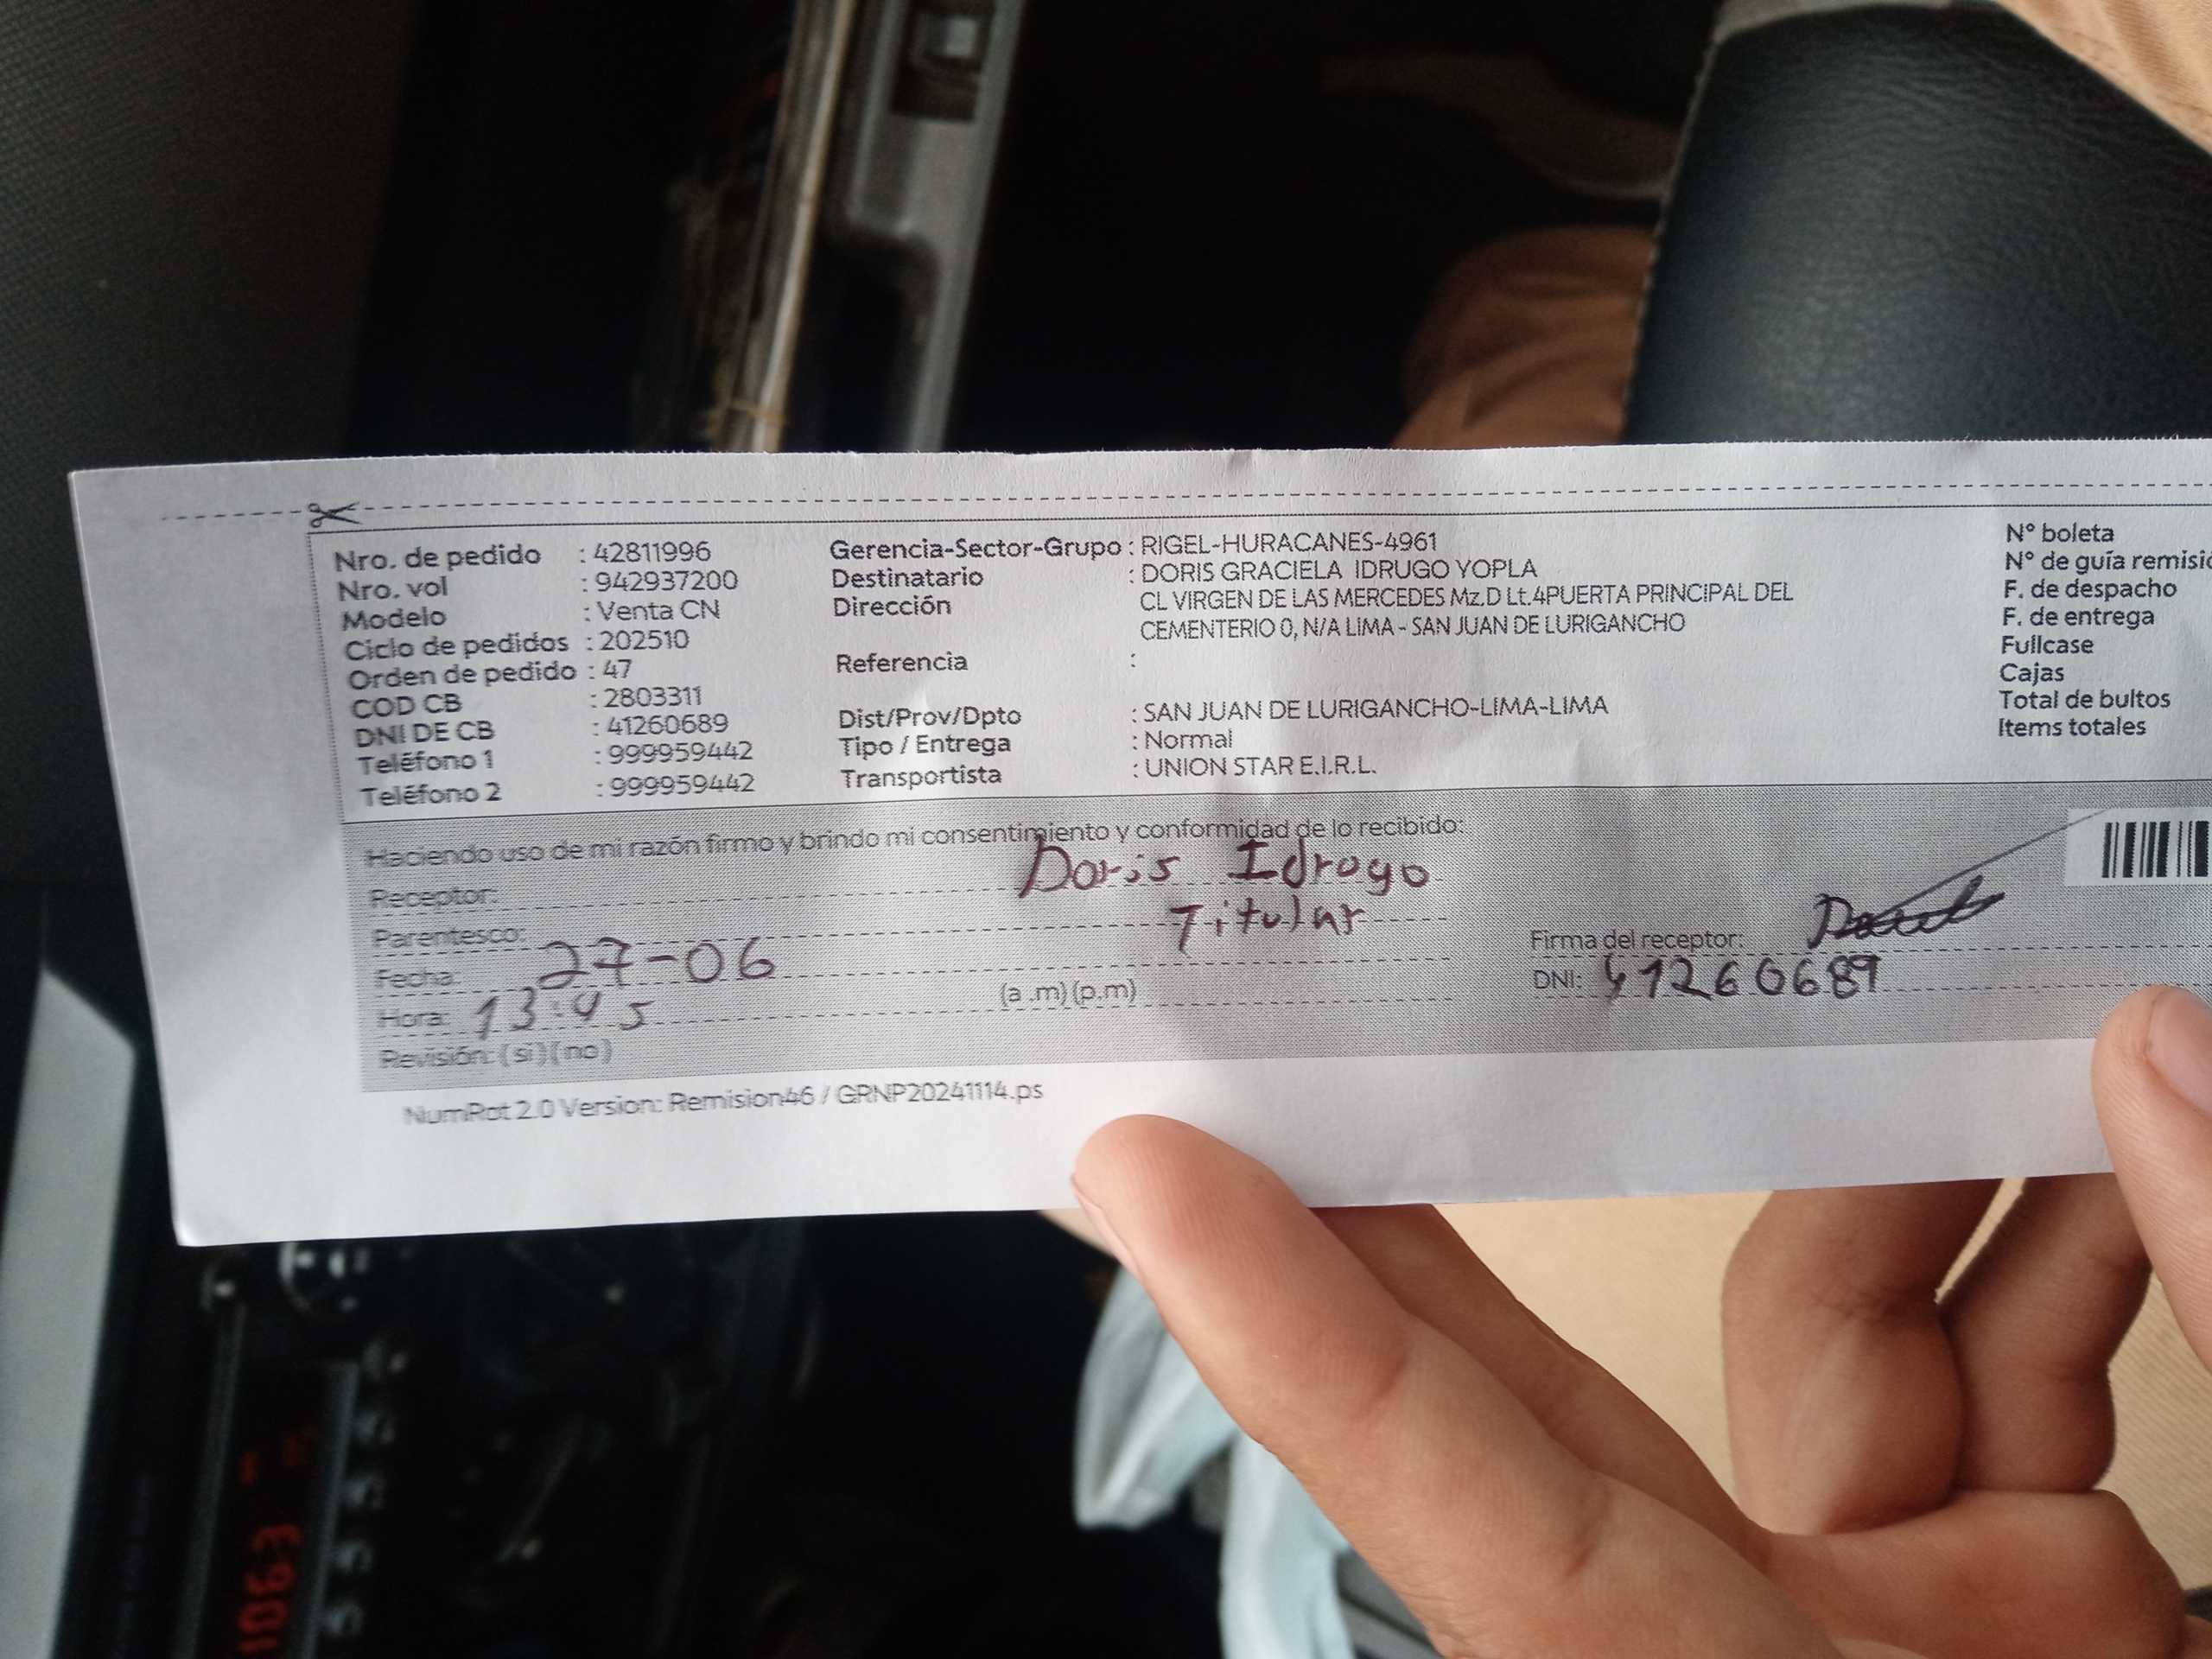 Nro. de pedido : 42811996
Nro. vol : 942937200
Modelo : Venta CN
Ciclo de pedidos : 202510
Orden de pedido : 47
COD CB : 2803311
DNI DE CB : 41260689
Teléfono 1 : 999959442
Teléfono 2 : 999959442
Gerencia-Sector-Grupo : RIGEL-HURACANES-4961
Destinatario : DORIS GRACIELA IDRUGO YOPLA
Dirección CL VIRGEN DE LAS MERCEDES Mz.D Lt.4PUERTA PRINCIPAL DEL
CEMENTERIO 0, N/A LIMA - SAN JUAN DE LURIGANCHO
Referencia :
Dist/Prov/Dpto : SAN JUAN DE LURIGANCHO-LIMA-LIMA
Tipo / Entrega : Normal
Transportista : UNION STAR E.I.R.L.
N° boleta
N° de guía remisió
F. de despacho
F. de entrega
Fullcase
Cajas
Total de bultos
Items totales
Haciendo uso de mi razón firmo y brindo mi consentimiento y conformidad de lo recibido:
Receptor: Doris Idrogo
Parentesco: Titular
Fecha: 27-06
Hora: 13:45 (a.m) (p.m)
Revisión: (si) (no)
Firma del receptor:
DNI: 41260689
NumRot 2.0 Version: Remision46 / GRNP20241114.ps
1063